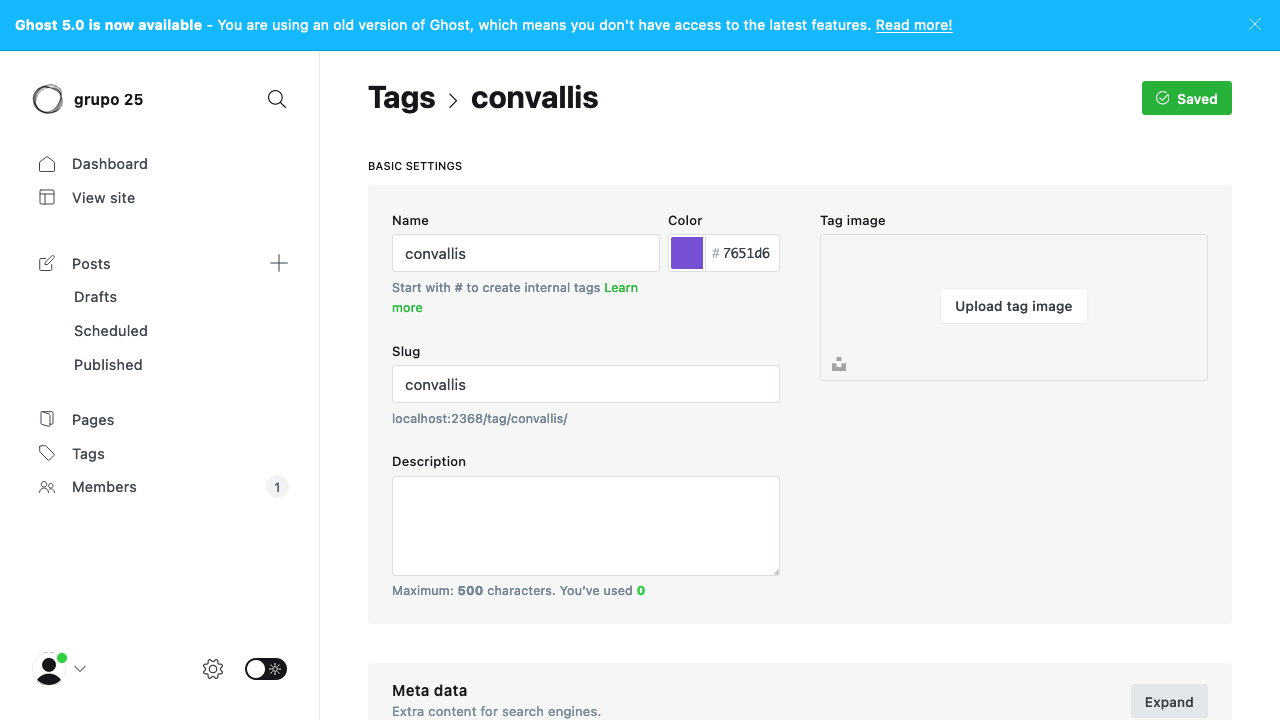 Ghost 5.0 is now available - You are using an old version of Ghost, which means you don't have access to the latest features. Read more!
grupo 25
Dashboard
View site
Posts
Drafts
Scheduled
Published
Pages
Tags
Members 1
Tags > convallis
Saved
BASIC SETTINGS
Name
convallis
Start with # to create internal tags Learn
more
Color
# 7651d6
Slug
convallis
localhost:2368/tag/convallis/
Description
Maximum: 500 characters. You've used 0
Tag image
Upload tag image
Meta data
Extra content for search engines.
Expand